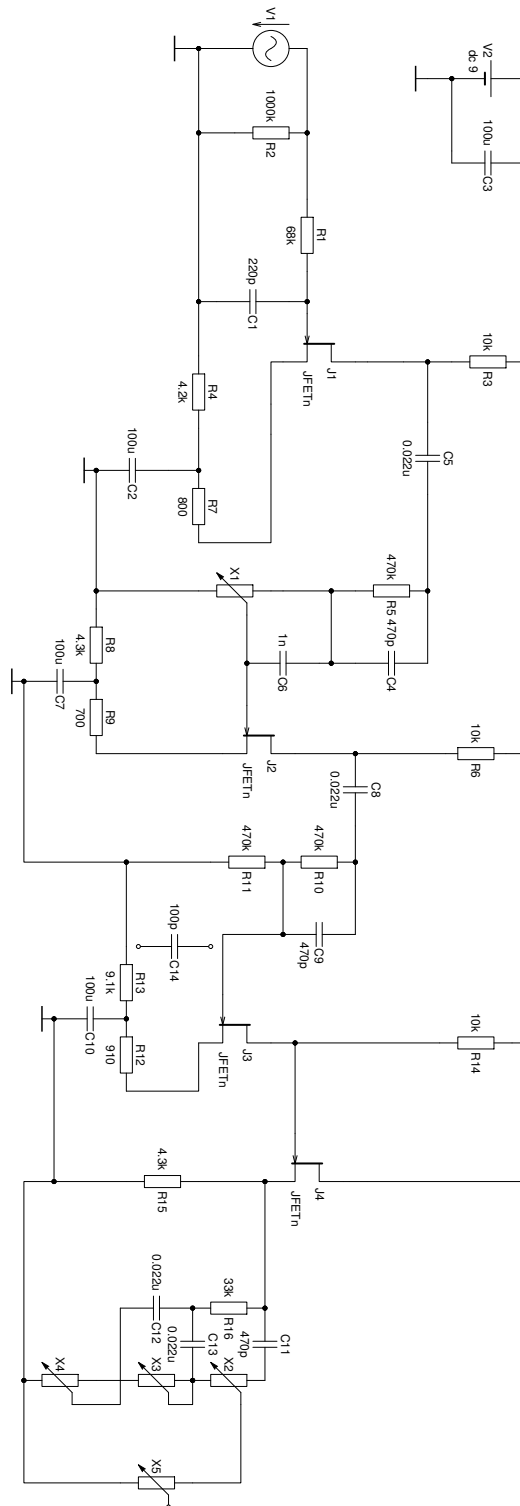 V1
V2
dc 9
100u
C3
1000k
R2
R1
68k
220p
C1
J1
JFETn
10k
R3
R4
4.2k
100u
C2
R7
800
C5
0.022u
X1
470k
R5
470p
C4
1n
C6
R8
4.3k
100u
C7
R9
700
J2
JFETn
10k
R6
C8
0.022u
470k
R11
470k
R10
470p
C9
100p
C14
R13
9.1k
100u
C10
R12
910
J3
JFETn
10k
R14
J4
JFETn
4.3k
R15
0.022u
C12
33k
R16
0.022u
C13
470p
C11
X4
X3
X2
X5